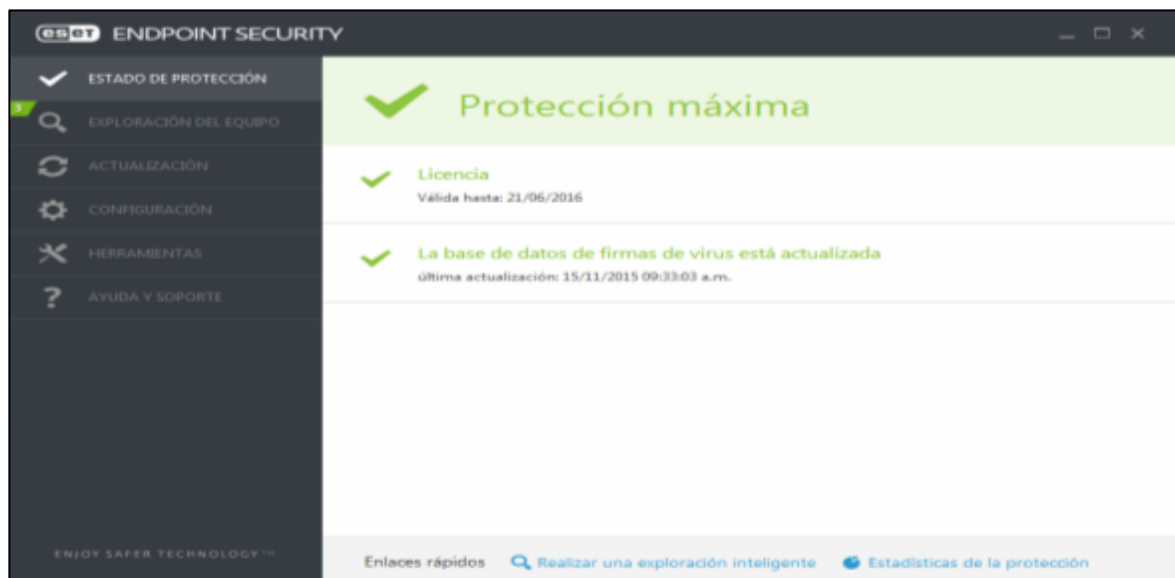 eset ENDPOINT SECURITY
ESTADO DE PROTECCIÓN
3
EXPLORACIÓN DEL EQUIPO
ACTUALIZACIÓN
CONFIGURACIÓN
HERRAMIENTAS
AYUDA Y SOPORTE
ENJOY SAFER TECHNOLOGY™
Protección máxima
Licencia
Válida hasta: 21/06/2016
La base de datos de firmas de virus está actualizada
última actualización: 15/11/2015 09:33:03 a.m.
Enlaces rápidos Realizar una exploración inteligente Estadísticas de la protección